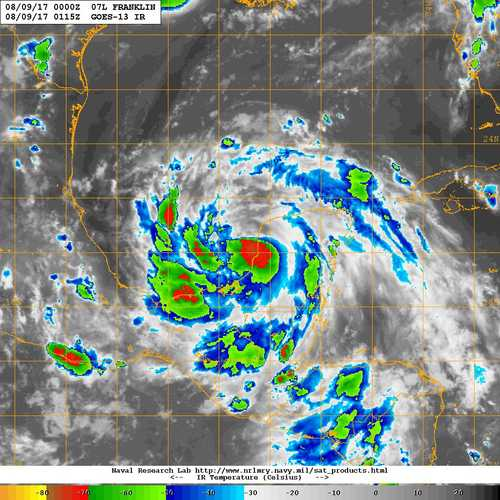 08/09/17 0000Z 07L FRANKLIN
08/09/17 0115Z GOES-13 IR
24N
Naval Research Lab http://www.nrlmry.navy.mil/sat_products.html
<-- IR Temperature (Celsius) -->
-80 -70 -60 -50 -40 -30 -20 -10 0 10 20